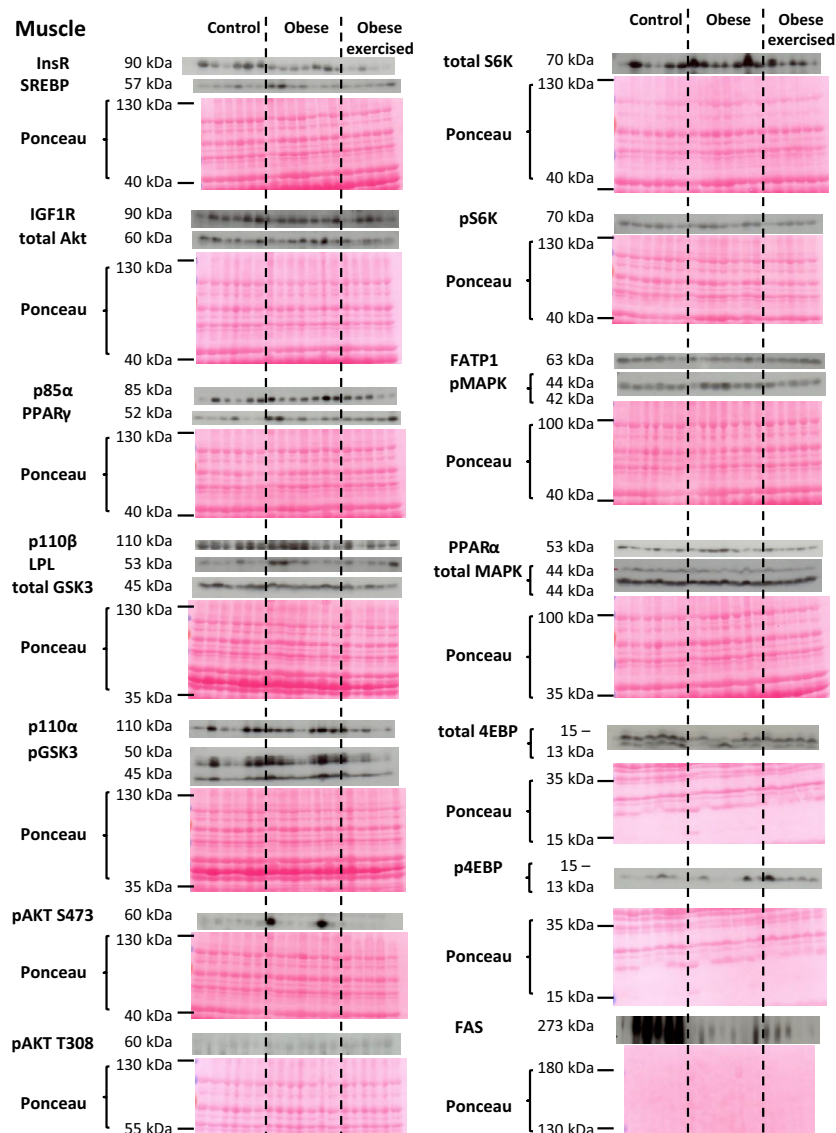 Muscle
Control Obese Obese
exercised
InsR 90 kDa
SREBP 57 kDa
130 kDa
Ponceau
40 kDa
IGF1R 90 kDa
total Akt 60 kDa
130 kDa
Ponceau
40 kDa
p85α 85 kDa
PPARγ 52 kDa
130 kDa
Ponceau
40 kDa
p110β 110 kDa
LPL 53 kDa
total GSK3 45 kDa
130 kDa
Ponceau
35 kDa
p110α 110 kDa
pGSK3 50 kDa
45 kDa
130 kDa
Ponceau
35 kDa
pAKT S473 60 kDa
130 kDa
Ponceau
40 kDa
pAKT T308 60 kDa
130 kDa
Ponceau
55 kDa
Control Obese Obese
exercised
total S6K 70 kDa
130 kDa
Ponceau
40 kDa
pS6K 70 kDa
130 kDa
Ponceau
40 kDa
FATP1 63 kDa
pMAPK 44 kDa
42 kDa
100 kDa
Ponceau
40 kDa
PPARα 53 kDa
total MAPK 44 kDa
44 kDa
100 kDa
Ponceau
35 kDa
total 4EBP 15 –
13 kDa
35 kDa
Ponceau
15 kDa
p4EBP 15 –
13 kDa
35 kDa
Ponceau
15 kDa
FAS 273 kDa
180 kDa
Ponceau
130 kDa